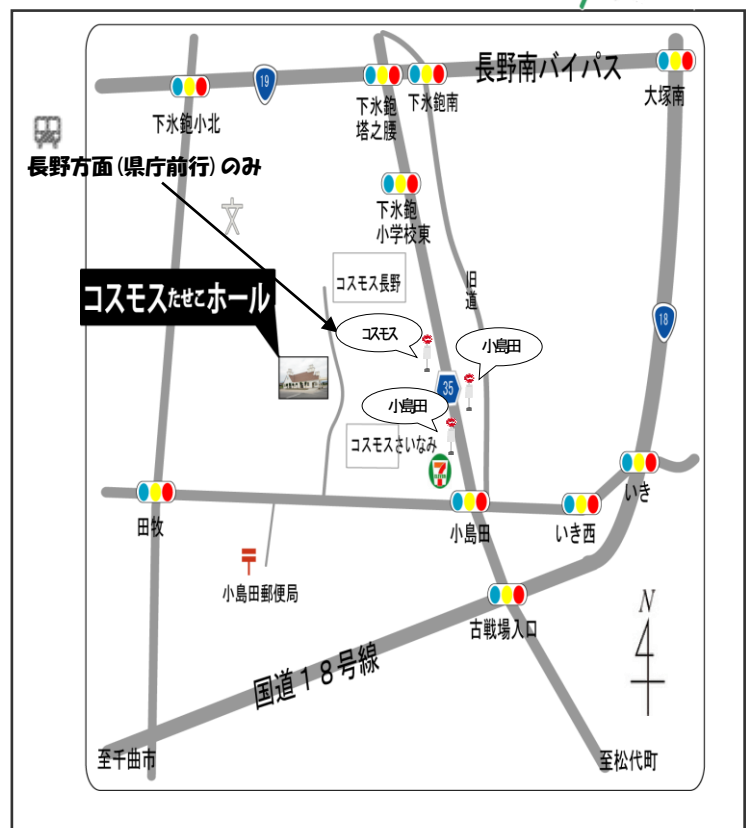 長野南バイパス
19
大塚南
下氷鉋小北
下氷鉋
塔之腰
下氷鉋南
長野方面(県庁前行)のみ
下氷鉋
小学校東
旧道
コスモス長野
コスモスたせこホール
コスモス
小島田
18
35
小島田
コスモスさいなみ
7
田牧
小島田
いき西
いき
小島田郵便局
古戦場入口
N
国道18号線
至千曲市
至松代町